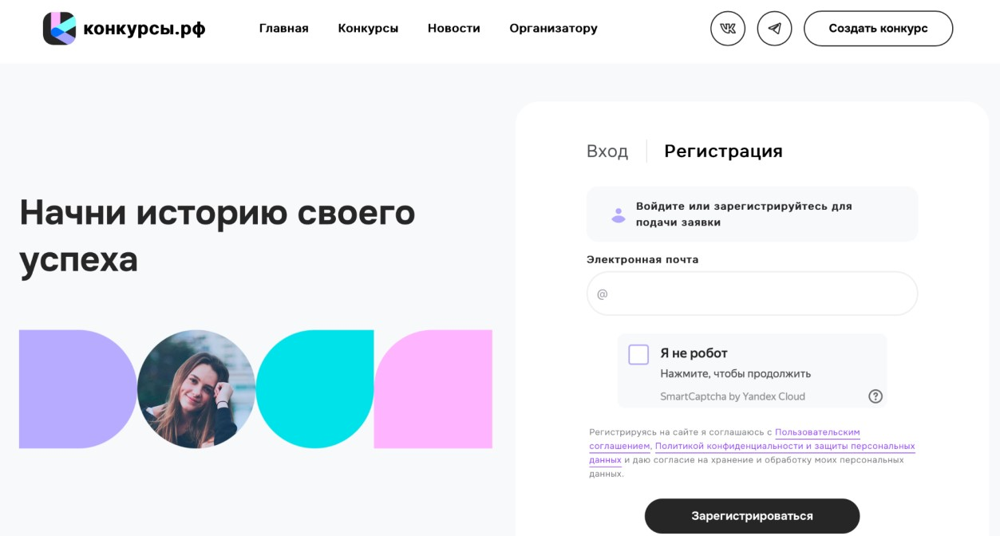 конкурсы.рф
Главная
Конкурсы
Новости
Организатору
Создать конкурс
Начни историю своего
успеха
Вход
Регистрация
Войдите или зарегистрируйтесь для
подачи заявки
Электронная почта
@
Я не робот
Нажмите, чтобы продолжить
SmartCaptcha by Yandex Cloud
?
Регистрируясь на сайте я соглашаюсь с Пользовательским
соглашением, Политикой конфиденциальности и защиты персональных
данных и даю согласие на хранение и обработку моих персональных
данных.
Зарегистрироваться